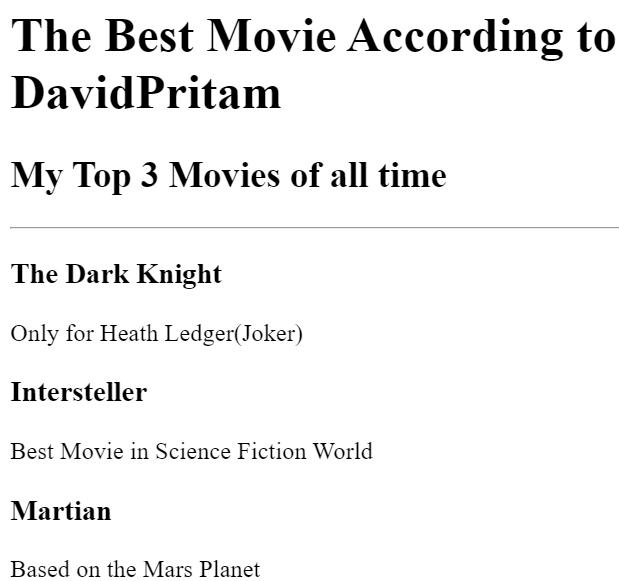 The Best Movie According to
DavidPritam
My Top 3 Movies of all time
The Dark Knight
Only for Heath Ledger(Joker)
Intersteller
Best Movie in Science Fiction World
Martian
Based on the Mars Planet